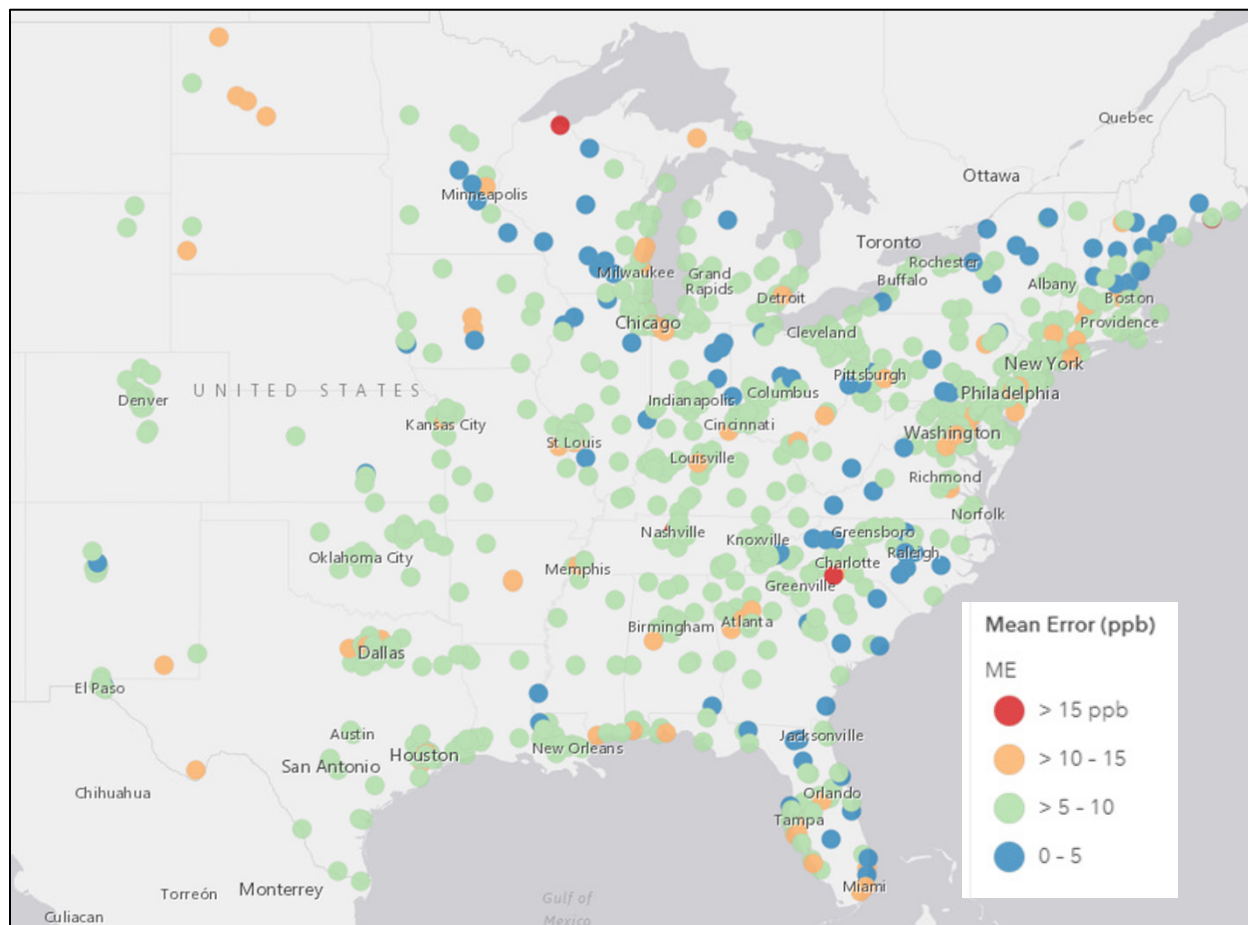 Quebec
Ottawa
Minneapolis
Toronto
Rochester
Buffalo
Albany
Milwaukee
Grand
Rapids
Detroit
Boston
Providence
Chicago
Cleveland
New York
UNITED STATES
Denver
Pittsburgh
Philadelphia
Indianapolis
Columbus
Kansas City
Cincinnati
Washington
St Louis
Louisville
Richmond
Norfolk
Nashville
Knoxville
Greensboro
Raleigh
Oklahoma City
Memphis
Charlotte
Greenville
Birmingham
Atlanta
Dallas
El Paso
Austin
Houston
New Orleans
Jacksonville
San Antonio
Chihuahua
Orlando
Tampa
Miami
Torreón
Monterrey
Culiacan
Gulf of
Mexico
Mean Error (ppb)
ME
> 15 ppb
> 10 - 15
> 5 - 10
0 - 5